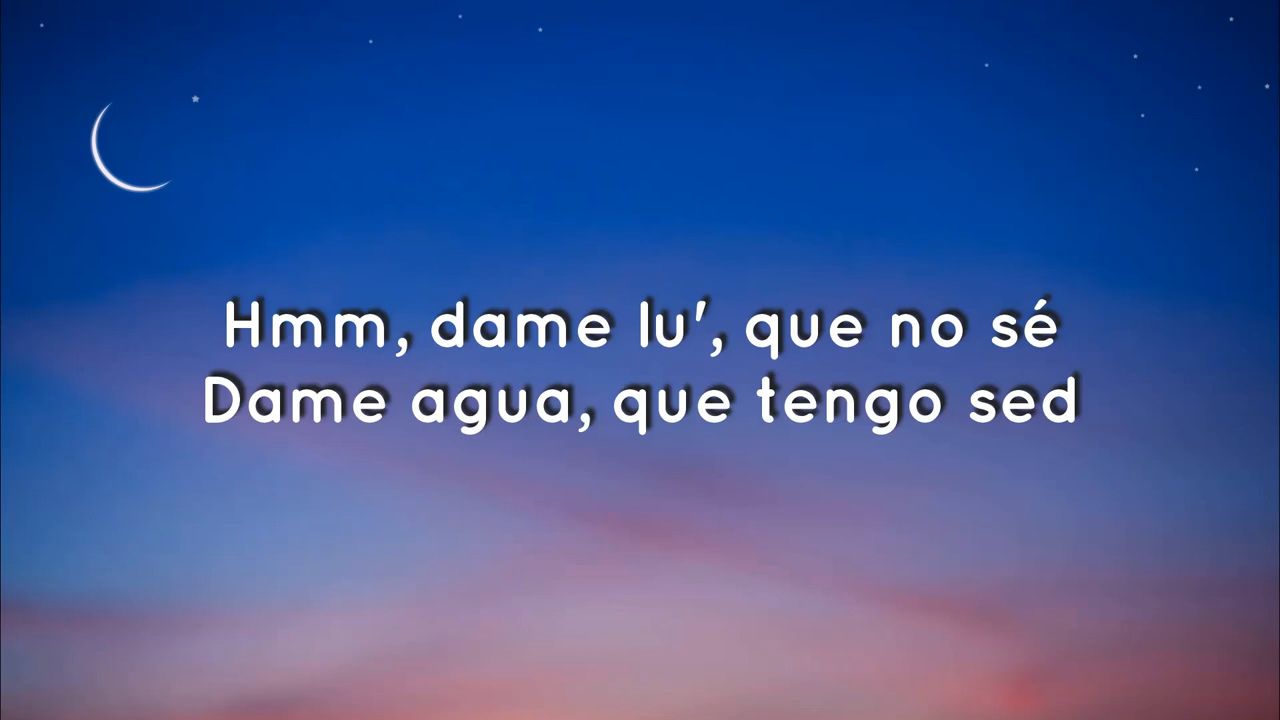 Hmm, dame lu', que no sé
Dame agua, que tengo sed